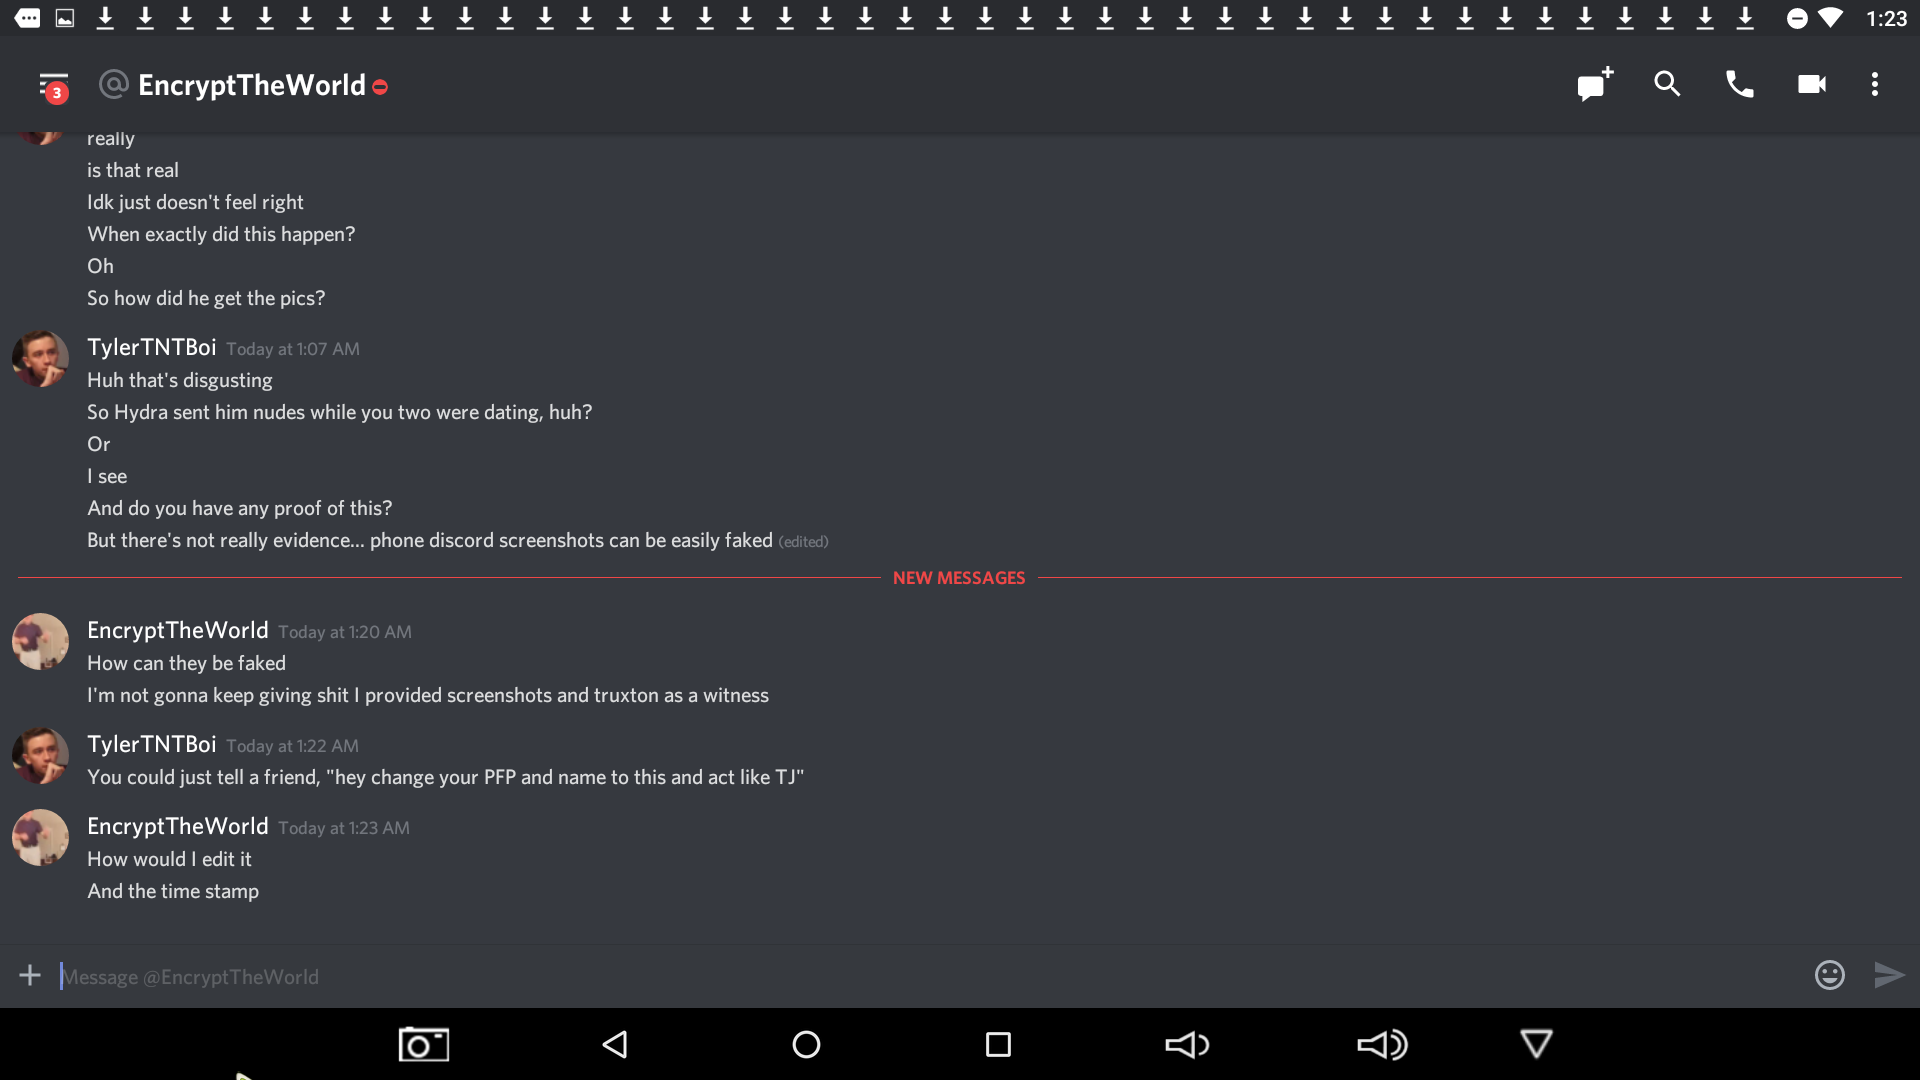 1:23
3
@ EncryptTheWorld
really
is that real
Idk just doesn't feel right
When exactly did this happen?
Oh
So how did he get the pics?
TylerTNTBoi Today at 1:07 AM
Huh that's disgusting
So Hydra sent him nudes while you two were dating, huh?
Or
I see
And do you have any proof of this?
But there's not really evidence... phone discord screenshots can be easily faked (edited)
NEW MESSAGES
EncryptTheWorld Today at 1:20 AM
How can they be faked
I'm not gonna keep giving shit I provided screenshots and truxton as a witness
TylerTNTBoi Today at 1:22 AM
You could just tell a friend, "hey change your PFP and name to this and act like TJ"
EncryptTheWorld Today at 1:23 AM
How would I edit it
And the time stamp
Message @EncryptTheWorld